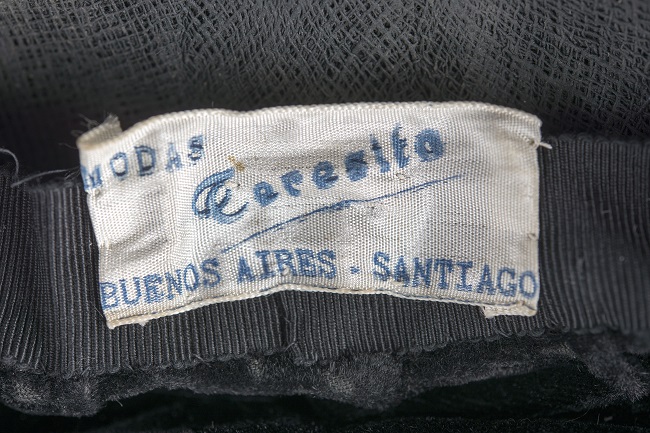 MODAS
Teresita
BUENOS AIRES - SANTIAGO